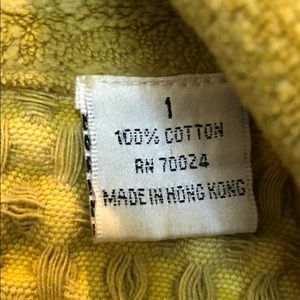 1
100% COTTON
RN 70024
MADE IN HONG KONG